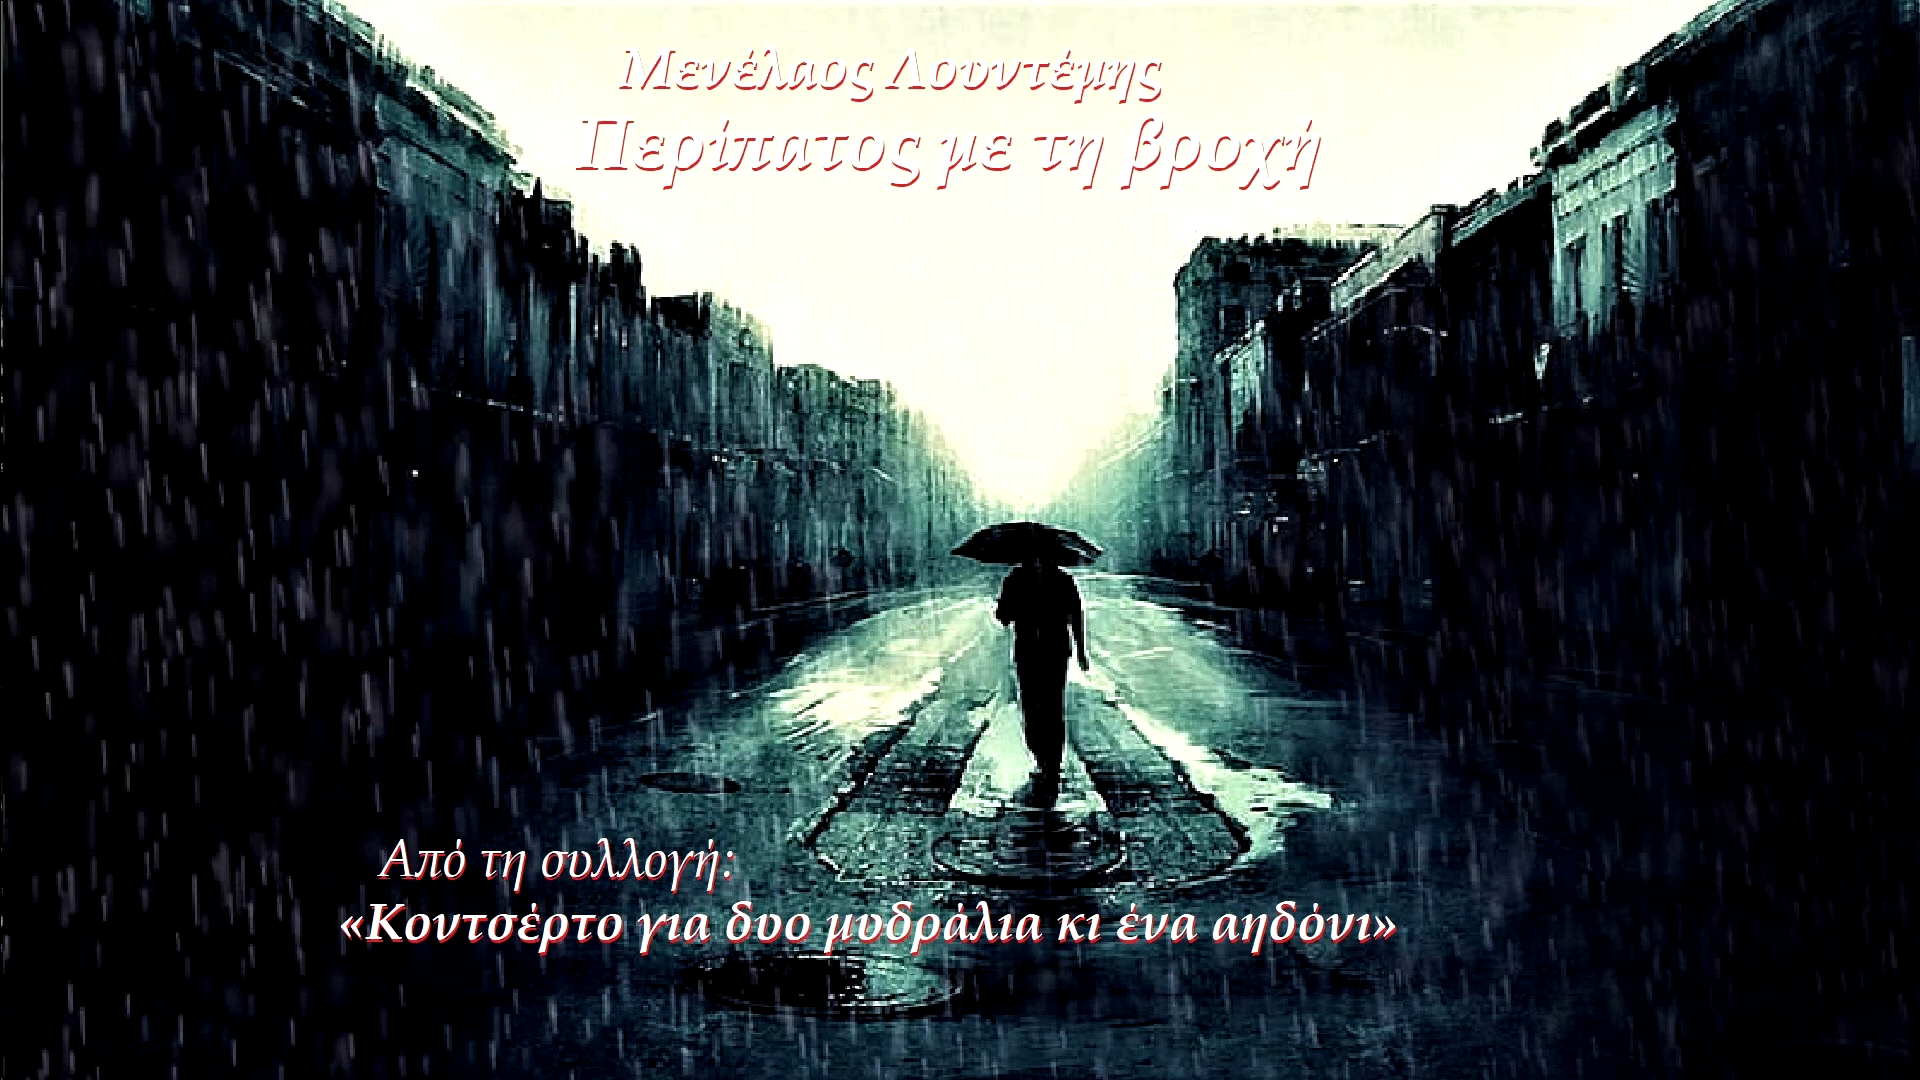 Μενέλαος Λουντέμης
Περίπατος με τη βροχή
Από τη συλλογή:
«Κοντσέρτο για δυο μυδράλια κι ένα αηδόνι»